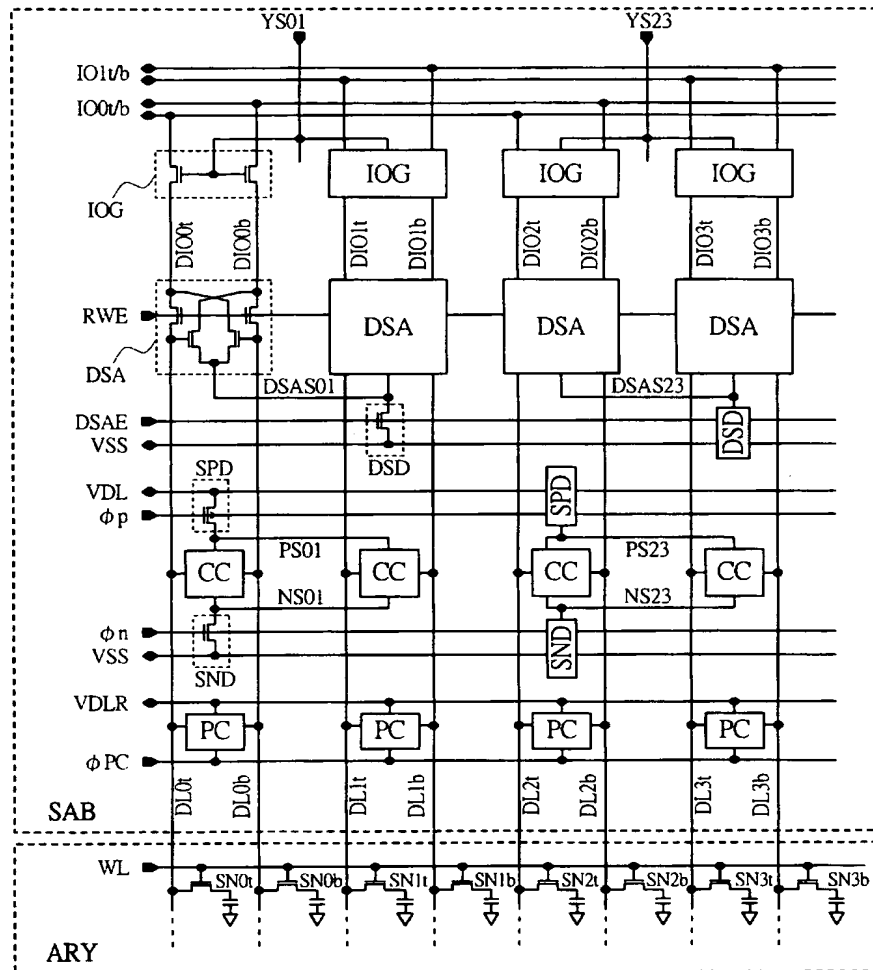 YS01 YS23
IO1t/b
IO0t/b
IOG IOG IOG
IOG
DIO0t DIO0b DIO1t DIO1b DIO2t DIO2b DIO3t DIO3b
RWE DSA DSA DSA
DSA
DSAS01 DSAS23
DSAE
VSS DSD DSD
SPD
VDL SPD
ϕp
PS01 PS23
CC CC CC CC
NS01 NS23
ϕn
VSS SND
SND
VDLR
PC PC PC PC
ϕPC
DL0t DL0b DL1t DL1b DL2t DL2b DL3t DL3b
SAB
WL
SN0t SN0b SN1t SN1b SN2t SN2b SN3t SN3b
ARY